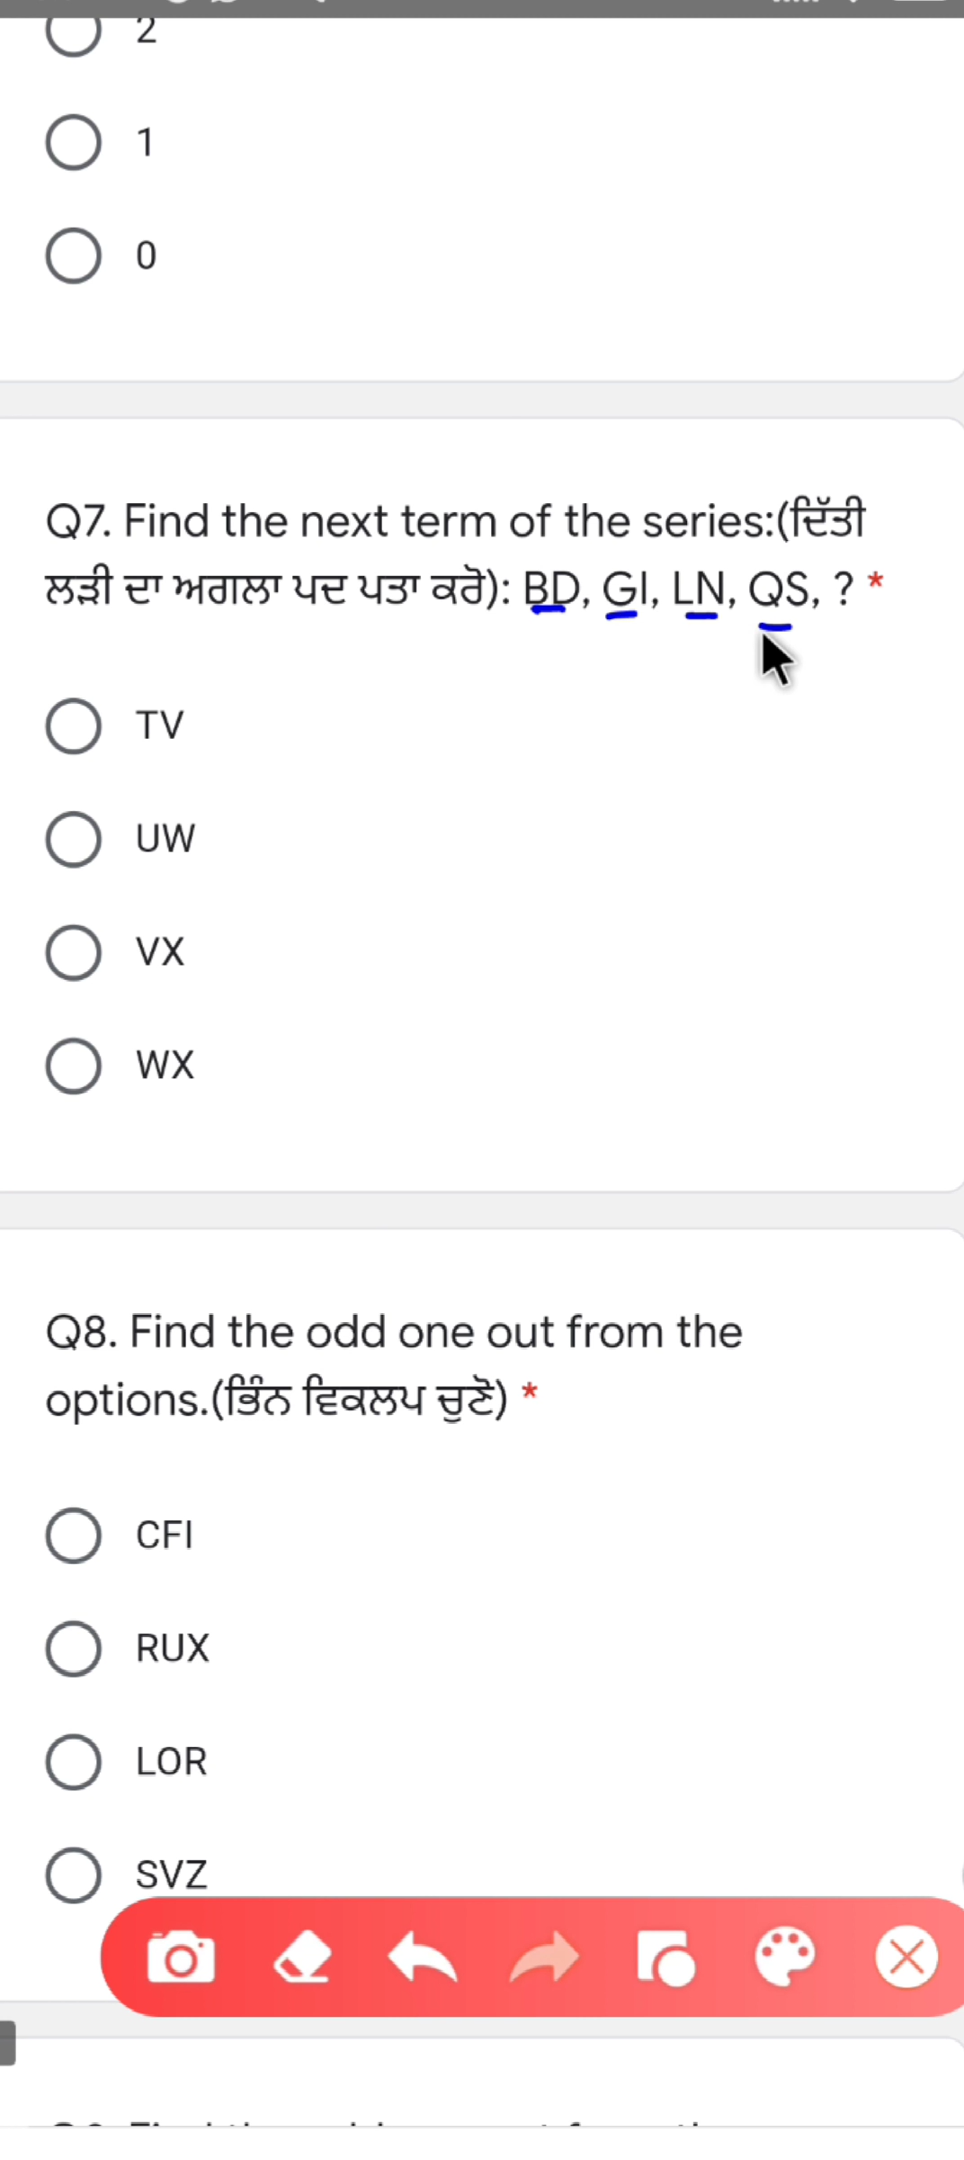 2
1
0
Q7. Find the next term of the series:(ਦਿੱਤੀ
ਲੜੀ ਦਾ ਅਗਲਾ ਪਦ ਪਤਾ ਕਰੋ): BD, GI, LN, QS, ? *
TV
UW
VX
WX
Q8. Find the odd one out from the
options.(ਭਿੰਨ ਵਿਕਲਪ ਚੁਣੋ) *
CFI
RUX
LOR
SVZ